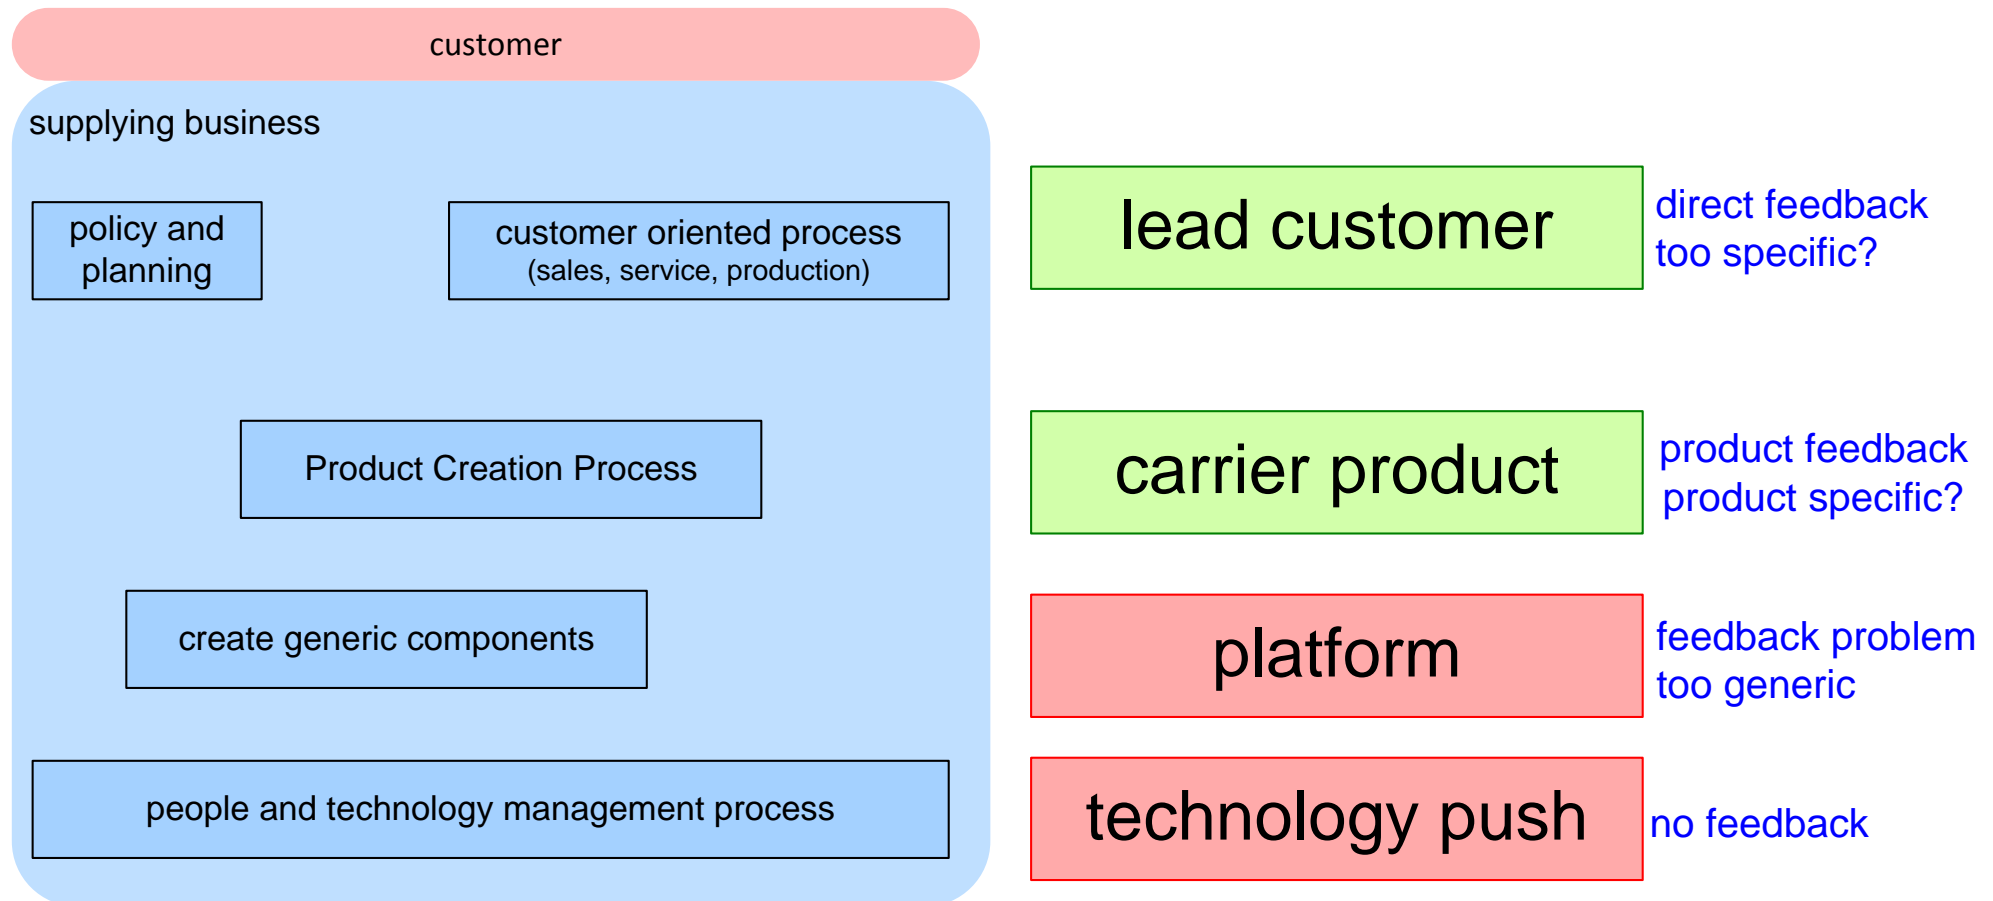 customer
supplying business
policy and
planning
customer oriented process
(sales, service, production)
lead customer
direct feedback
too specific?
Product Creation Process
carrier product
product feedback
product specific?
create generic components
platform
feedback problem
too generic
people and technology management process
technology push
no feedback